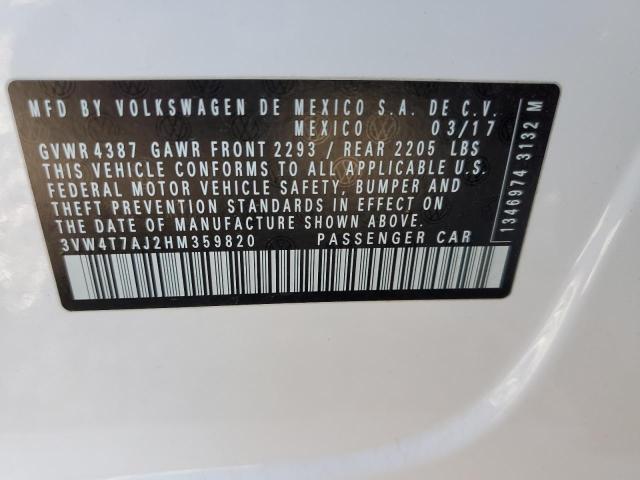 MFD BY VOLKSWAGEN DE MEXICO S.A. DE C.V.
MEXICO 03/17
GVWR 4387 GAWR FRONT 2293 / REAR 2205 LBS
THIS VEHICLE CONFORMS TO ALL APPLICABLE U.S.
FEDERAL MOTOR VEHICLE SAFETY, BUMPER AND
THEFT PREVENTION STANDARDS IN EFFECT ON
THE DATE OF MANUFACTURE SHOWN ABOVE.
3VW4T7AJ2HM359820 PASSENGER CAR
1346974 3132 M